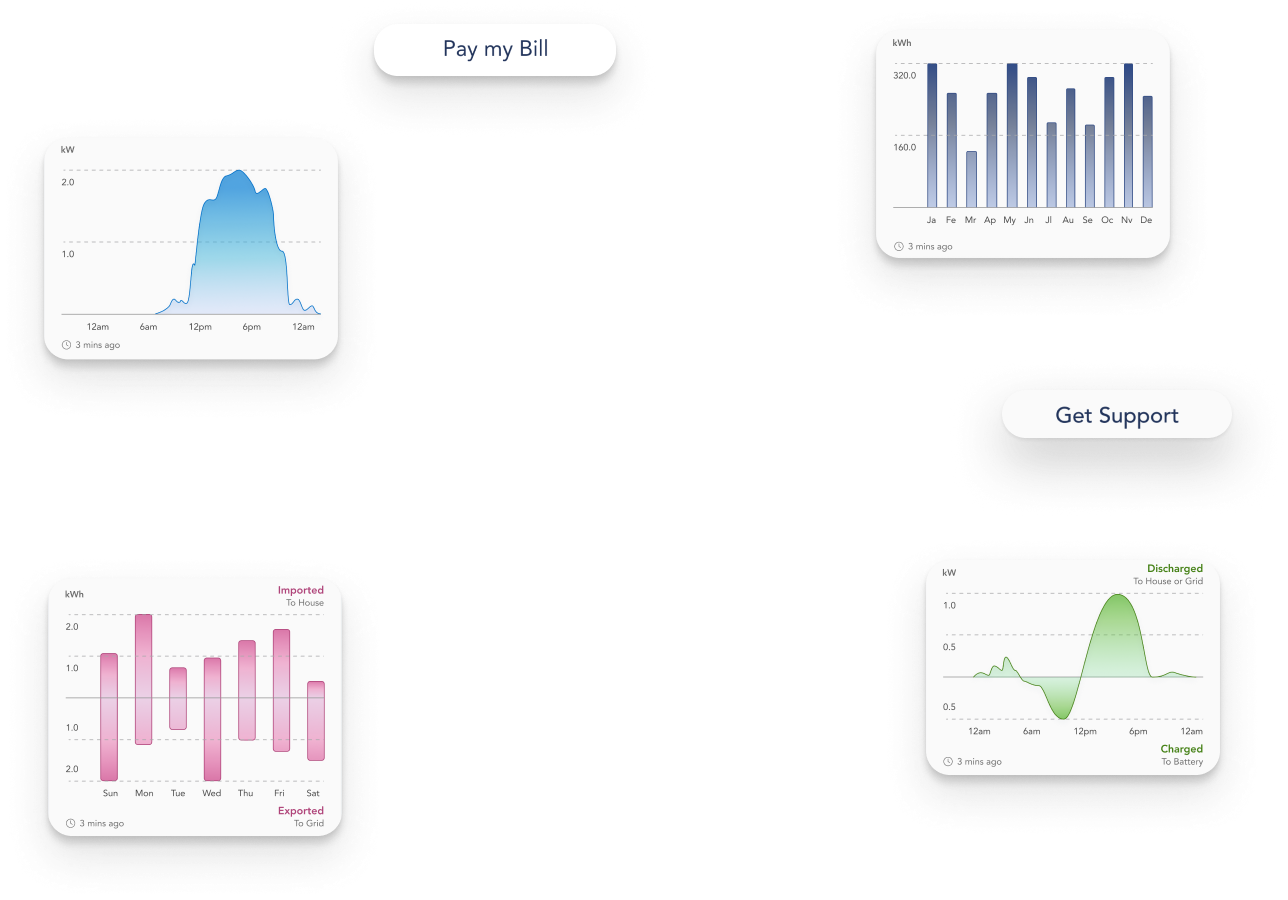 Pay my Bill
kWh
320.0
160.0
Ja Fe Mr Ap My Jn Jl Au Se Oc Nv De
3 mins ago
kW
2.0
1.0
12am 6am 12pm 6pm 12am
3 mins ago
Get Support
kWh
Imported
To House
2.0
1.0
1.0
2.0
Sun Mon Tue Wed Thu Fri Sat
Exported
To Grid
3 mins ago
kW
Discharged
To House or Grid
1.0
0.5
0.5
12am 6am 12pm 6pm 12am
Charged
To Battery
3 mins ago